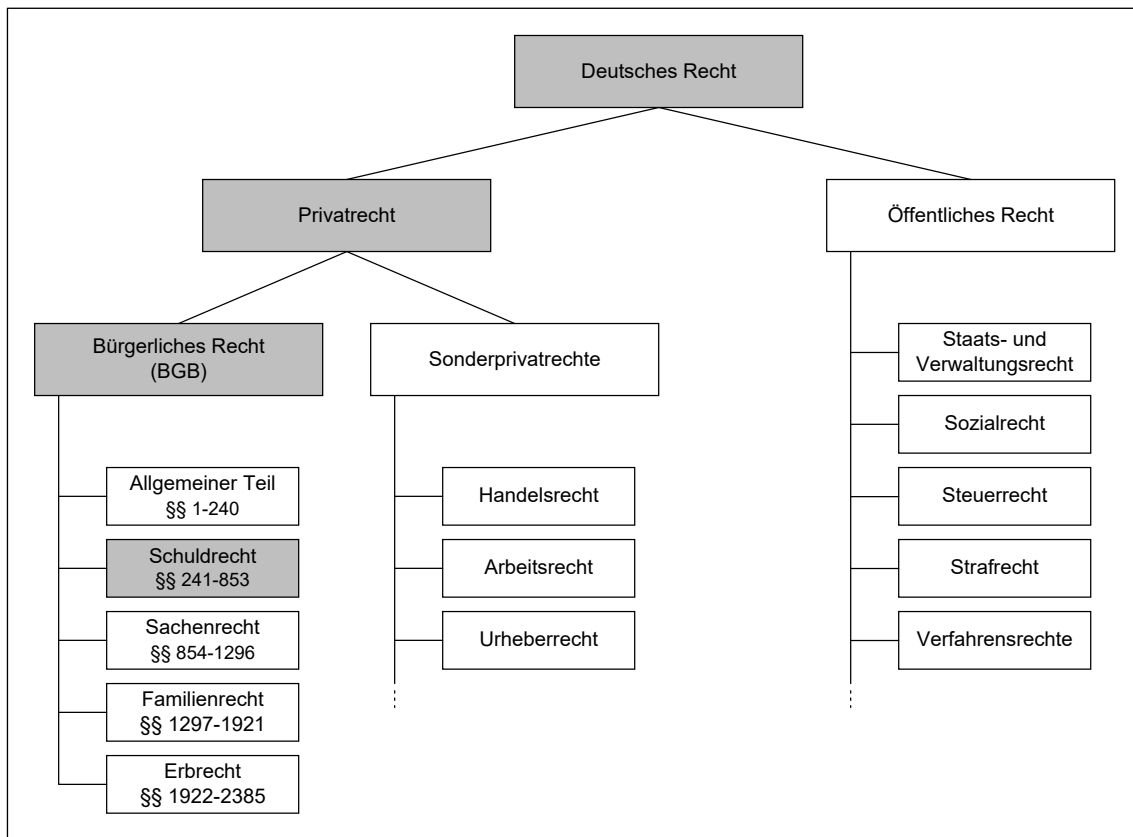 Deutsches Recht
Privatrecht
Öffentliches Recht
Bürgerliches Recht
(BGB)
Sonderprivatrechte
Allgemeiner Teil
§§ 1-240
Schuldrecht
§§ 241-853
Sachenrecht
§§ 854-1296
Familienrecht
§§ 1297-1921
Erbrecht
§§ 1922-2385
Handelsrecht
Arbeitsrecht
Urheberrecht
Staats- und
Verwaltungsrecht
Sozialrecht
Steuerrecht
Strafrecht
Verfahrensrechte